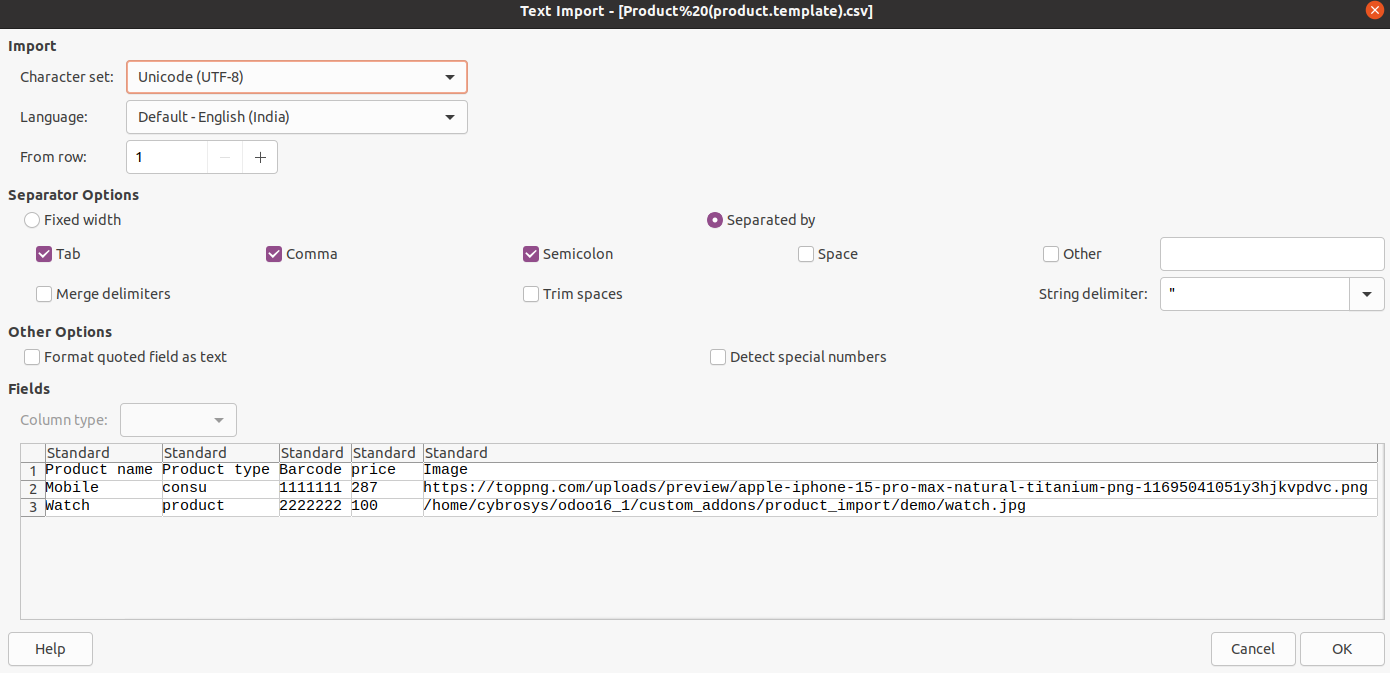 Text Import - [Product%20(product.template).csv]
Import
Character set: Unicode (UTF-8)
Language: Default - English (India)
From row: 1
Separator Options
Fixed width Separated by
Tab Comma Semicolon Space Other
Merge delimiters Trim spaces String delimiter: "
Other Options
Format quoted field as text Detect special numbers
Fields
Column type:
Standard Standard Standard Standard Standard
1 Product name Product type Barcode price Image
2 Mobile consu 1111111 287 https://toppng.com/uploads/preview/apple-iphone-15-pro-max-natural-titanium-png-11695041051y3hjkvpdvc.png
3 Watch product 2222222 100 /home/cybrosys/odoo16_1/custom_addons/product_import/demo/watch.jpg
Help Cancel OK